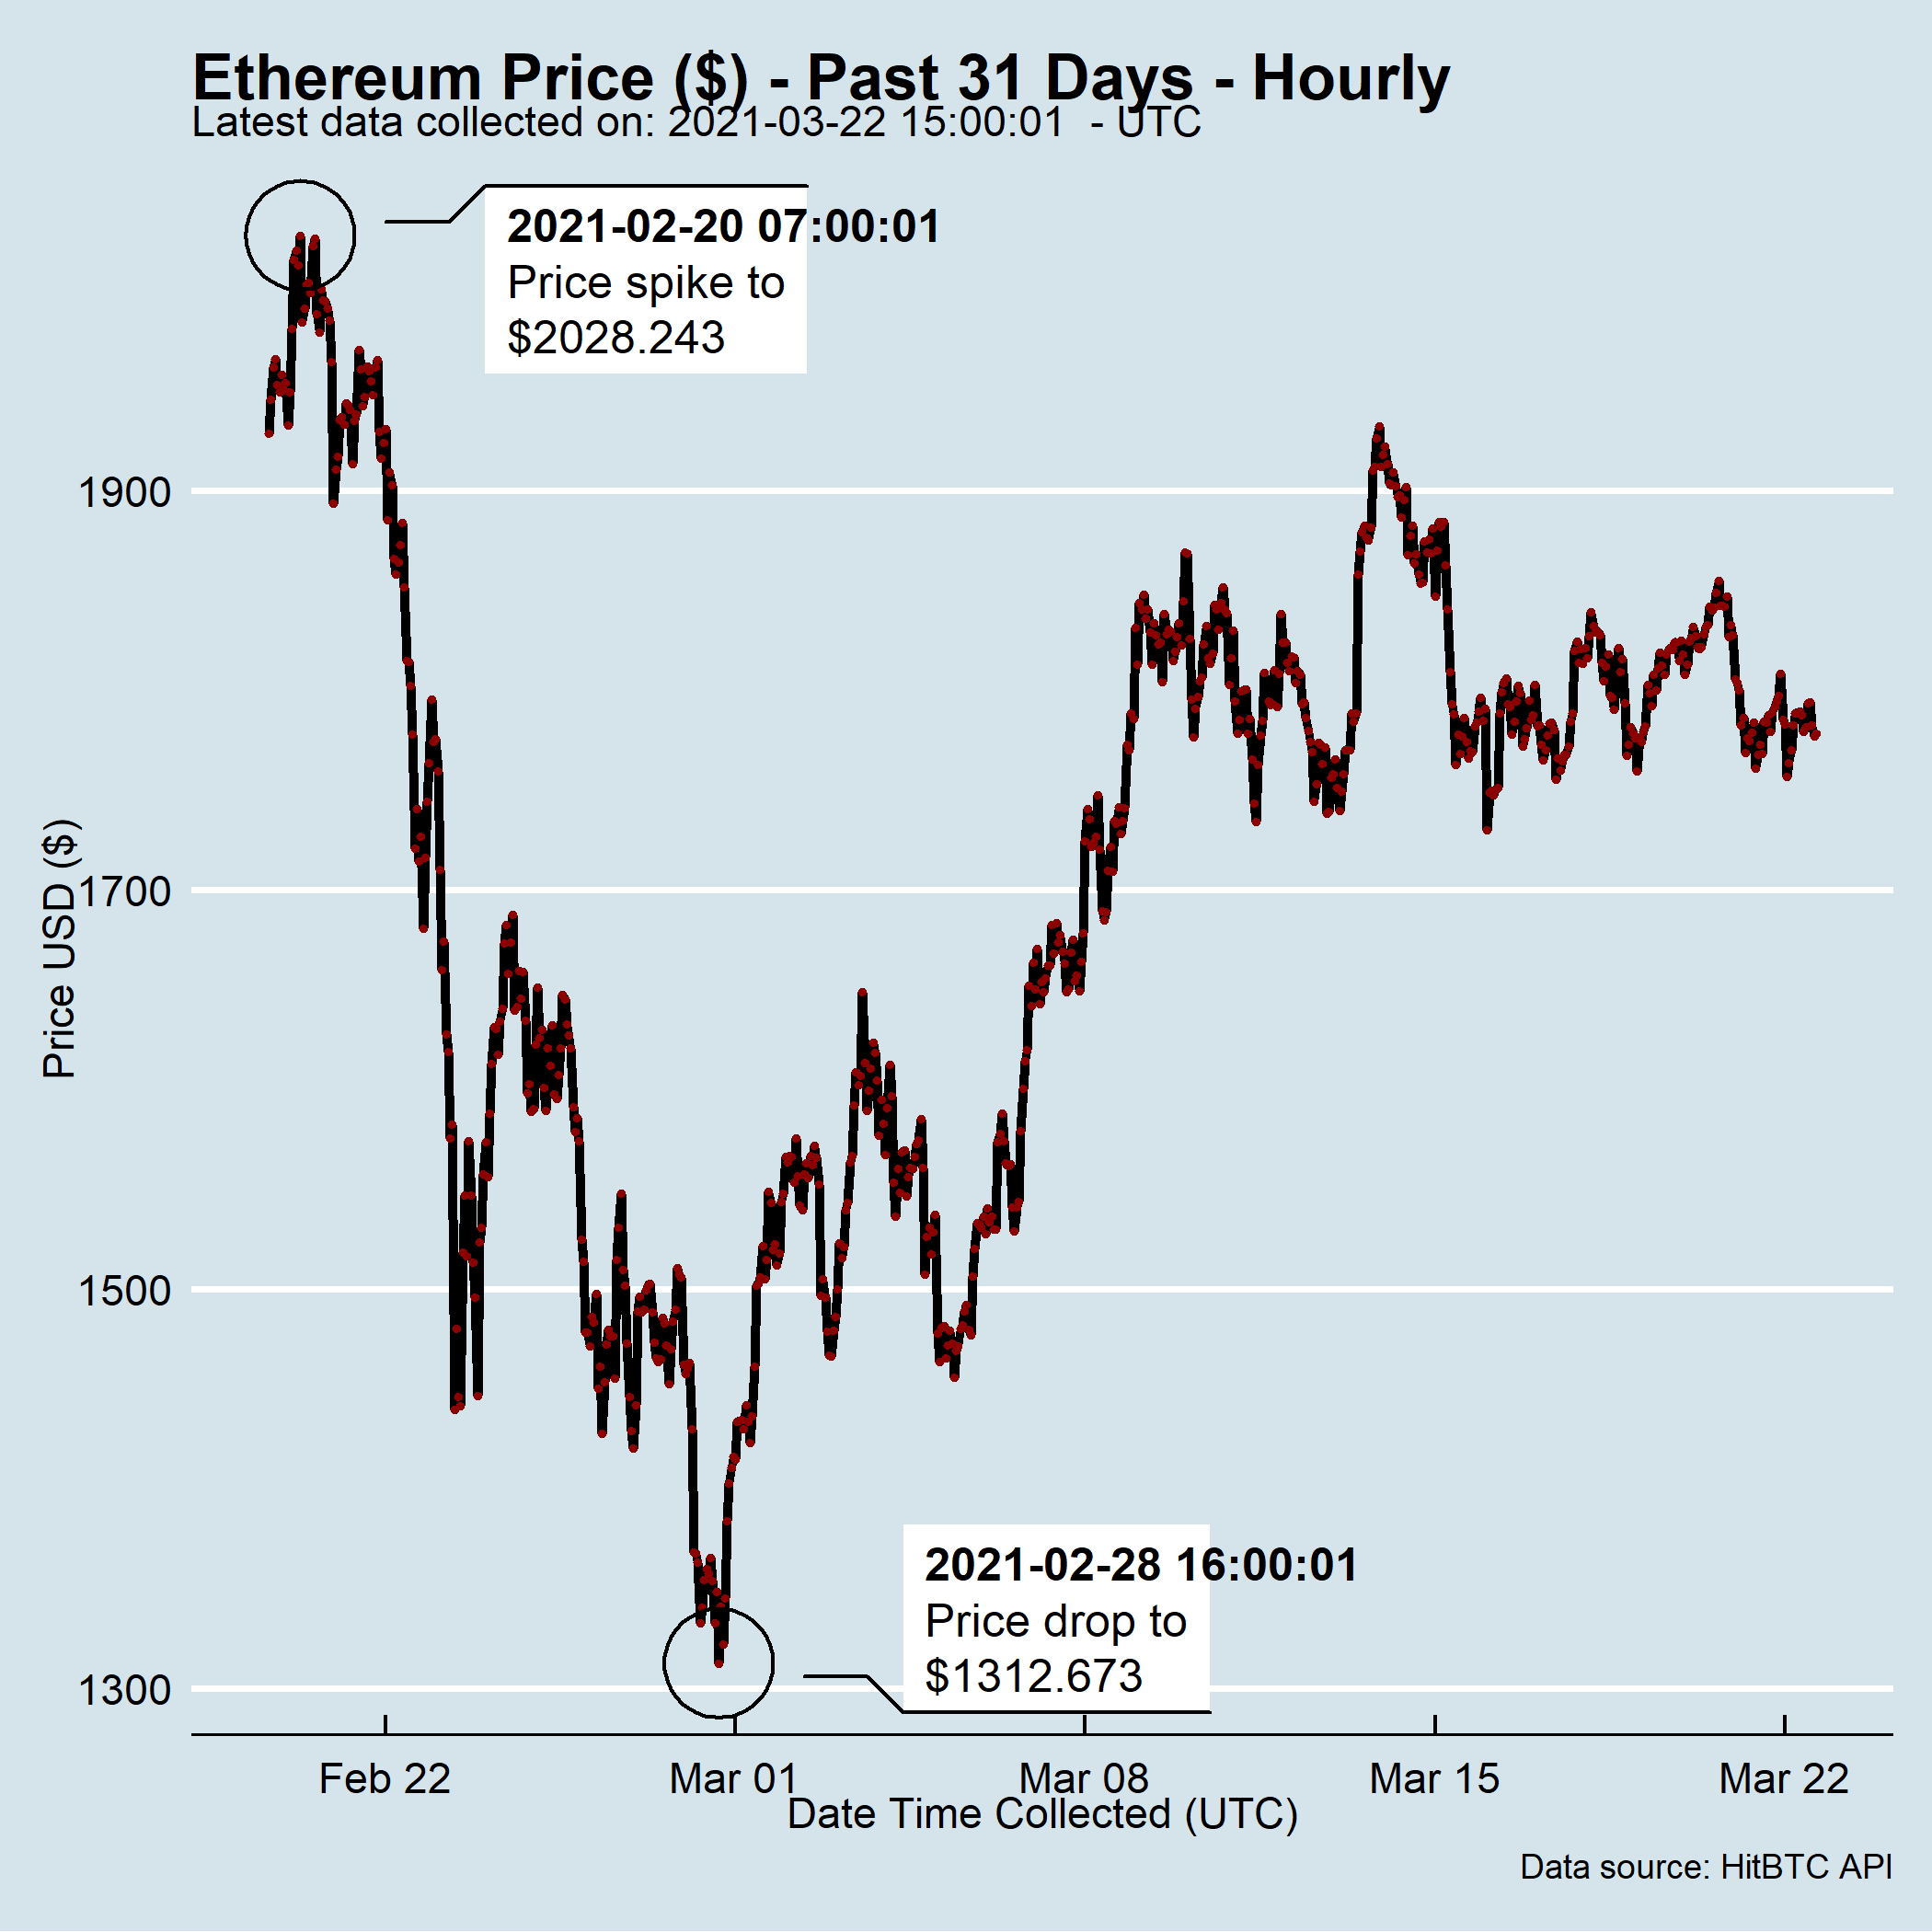 Ethereum Price ($) - Past 31 Days - Hourly
Latest data collected on: 2021-03-22 15:00:01  - UTC
2021-02-20 07:00:01
Price spike to
$2028.243
1900
1700
1500
1300
Price USD ($)
2021-02-28 16:00:01
Price drop to
$1312.673
Feb 22
Mar 01
Mar 08
Mar 15
Mar 22
Date Time Collected (UTC)
Data source: HitBTC API